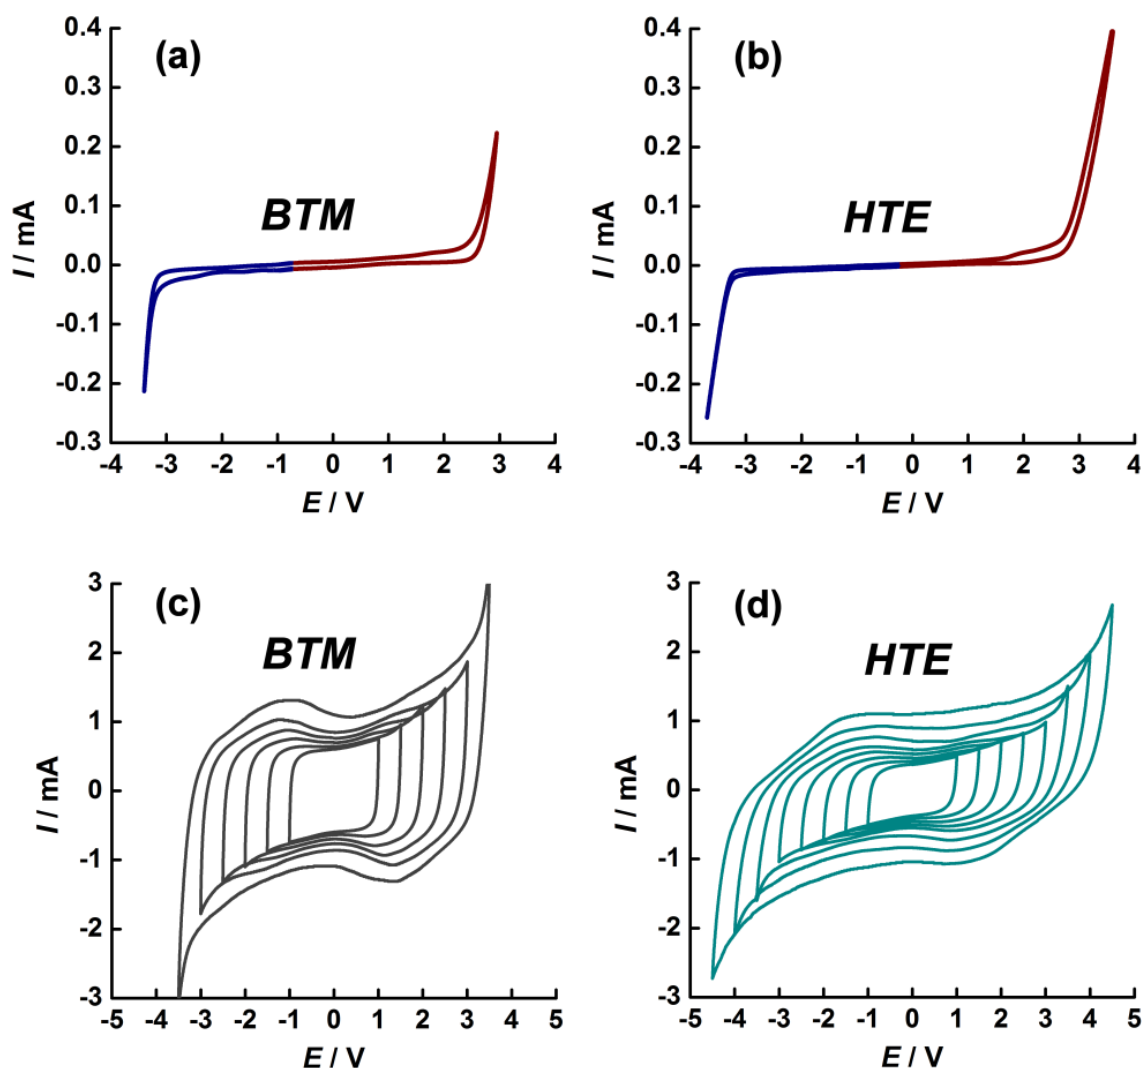 (a)
BTM
I / mA
0.4
0.3
0.2
0.1
0.0
-0.1
-0.2
-0.3
-4 -3 -2 -1 0 1 2 3 4
E / V
(b)
HTE
I / mA
0.4
0.3
0.2
0.1
0.0
-0.1
-0.2
-0.3
-4 -3 -2 -1 0 1 2 3 4
E / V
(c)
BTM
I / mA
3
2
1
0
-1
-2
-3
-5 -4 -3 -2 -1 0 1 2 3 4 5
E / V
(d)
HTE
I / mA
3
2
1
0
-1
-2
-3
-5 -4 -3 -2 -1 0 1 2 3 4 5
E / V